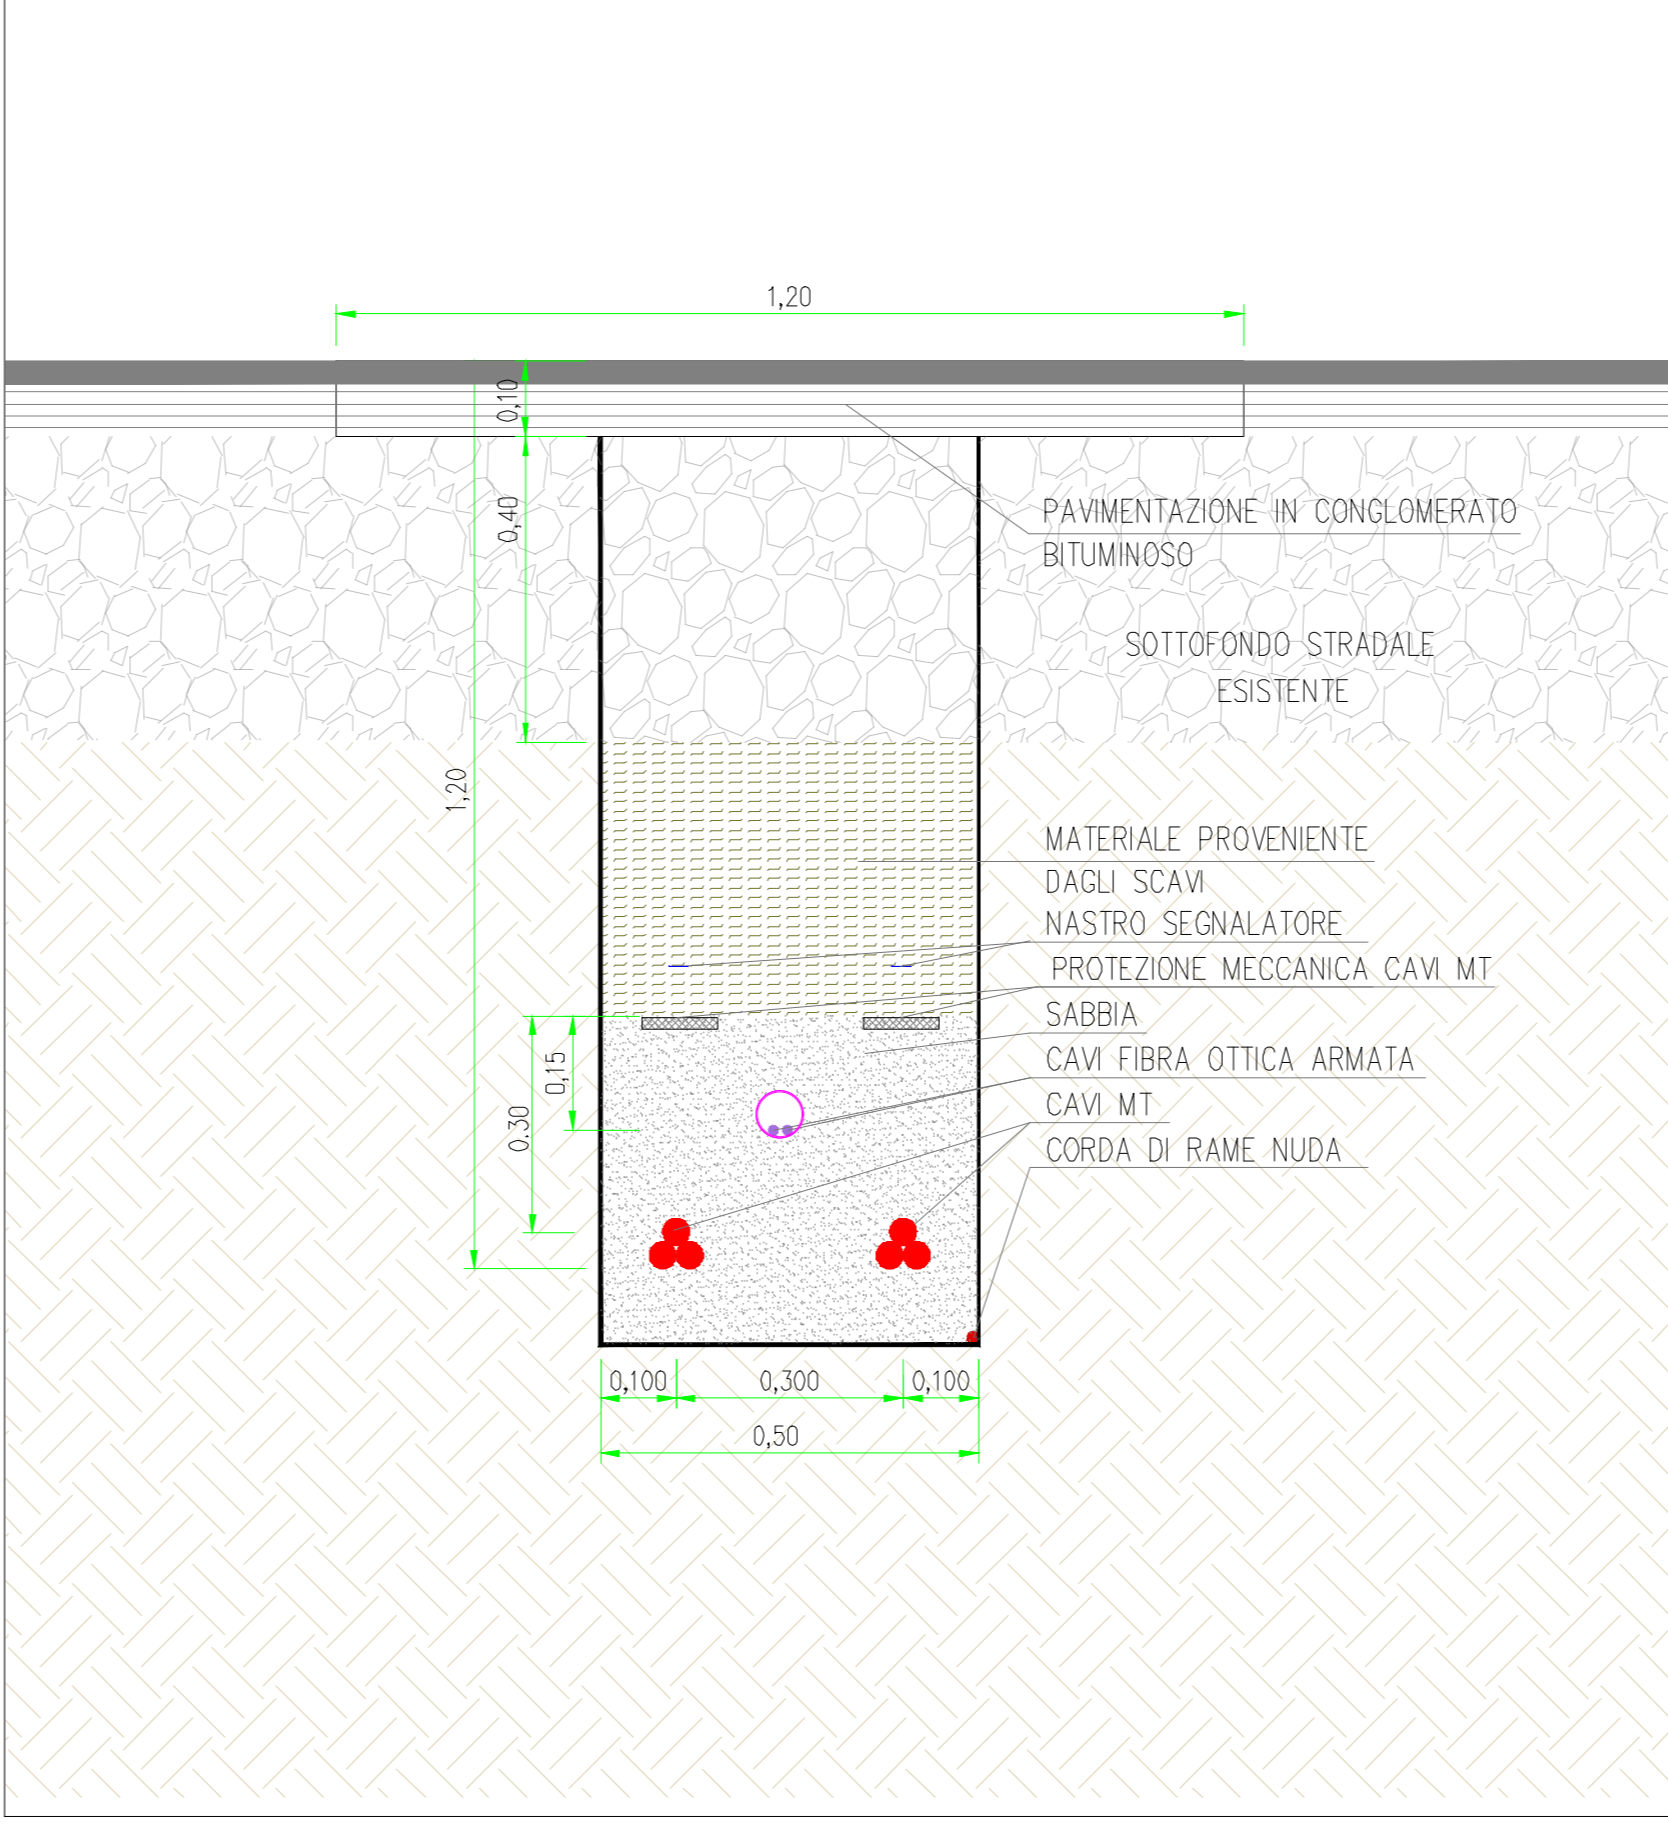 1,20
0,10
0,40
PAVIMENTAZIONE IN CONGLOMERATO
BITUMINOSO
SOTTOFONDO STRADALE
ESISTENTE
1,20
MATERIALE PROVENIENTE
DAGLI SCAVI
NASTRO SEGNALATORE
PROTEZIONE MECCANICA CAVI MT
SABBIA
0,15
CAVI FIBRA OTTICA ARMATA
0.30
CAVI MT
CORDA DI RAME NUDA
0,100
0,300
0,100
0,50